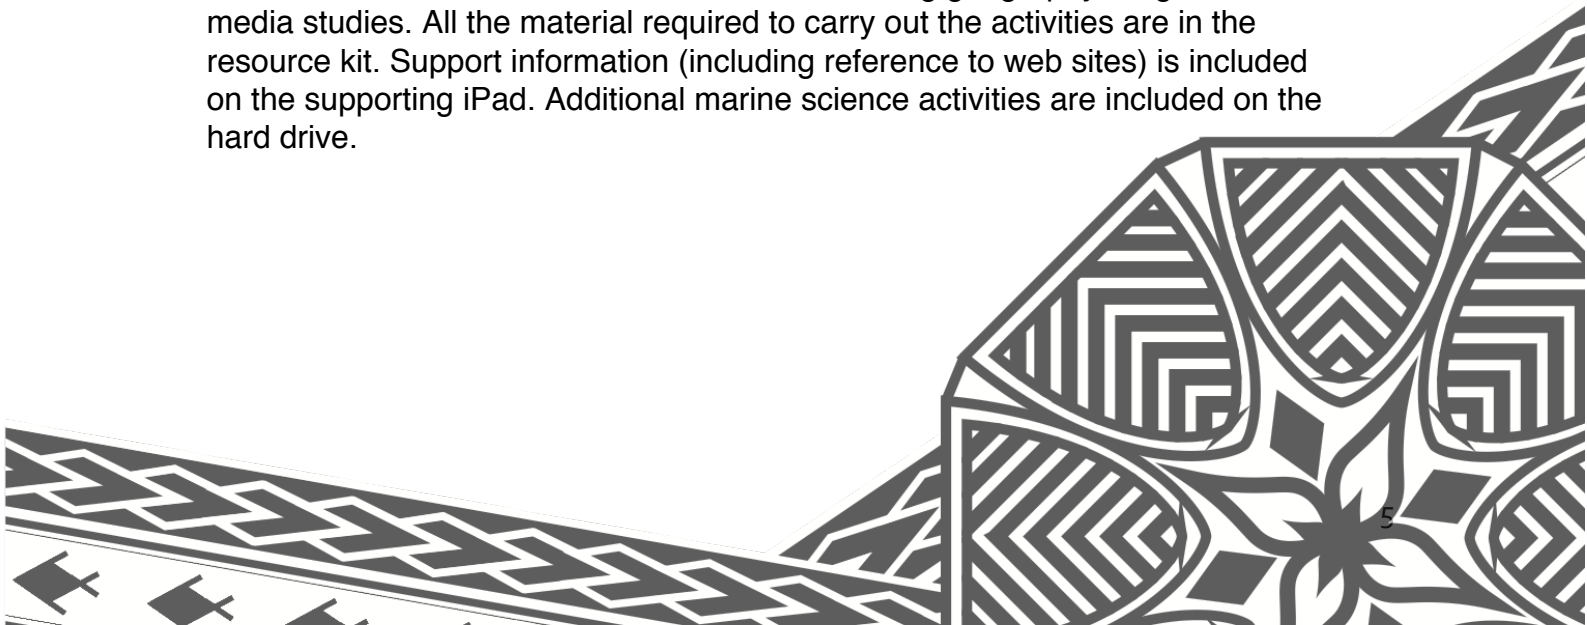 media studies. All the material required to carry out the activities are in the
resource kit. Support information (including reference to web sites) is included
on the supporting iPad. Additional marine science activities are included on the
hard drive.
5